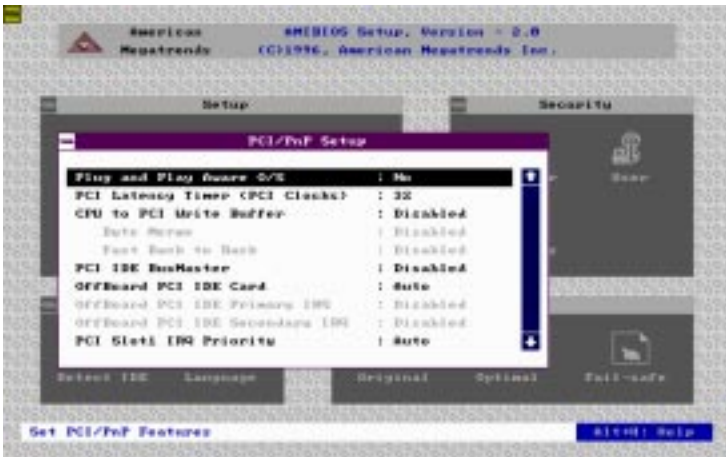 American
Megatrends
AMIBIOS Setup, Version - 2.0
(C)1996, American Megatrends Inc.
Setup
Security
PCI/PnP Setup
Plug and Play Aware O/S : No
PCI Latency Timer (PCI Clocks) : 32
CPU to PCI Write Buffer : Disabled
Byte Merge : Disabled
Fast Back to Back : Disabled
PCI IDE BusMaster : Disabled
OffBoard PCI IDE Card : Auto
OffBoard PCI IDE Primary IRQ : Disabled
OffBoard PCI IDE Secondary IRQ : Disabled
PCI Slot1 IRQ Priority : Auto
User
Detect IDE
Language
Original
Optimal
Fail-safe
Set PCI/PnP Features
Alt+H: Help